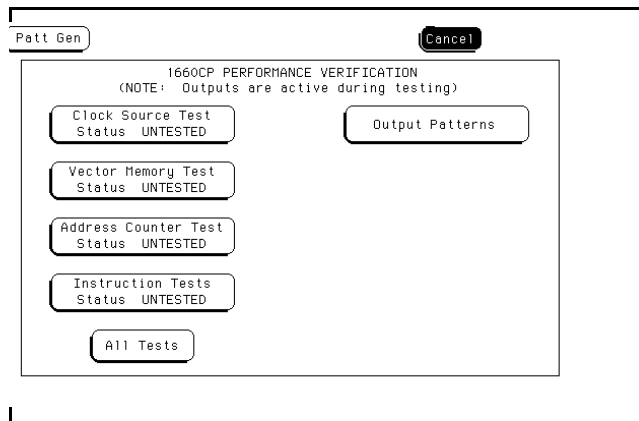 Patt Gen
Cancel
1660CP PERFORMANCE VERIFICATION
(NOTE: Outputs are active during testing)
Clock Source Test
Status UNTESTED
Output Patterns
Vector Memory Test
Status UNTESTED
Address Counter Test
Status UNTESTED
Instruction Tests
Status UNTESTED
All Tests